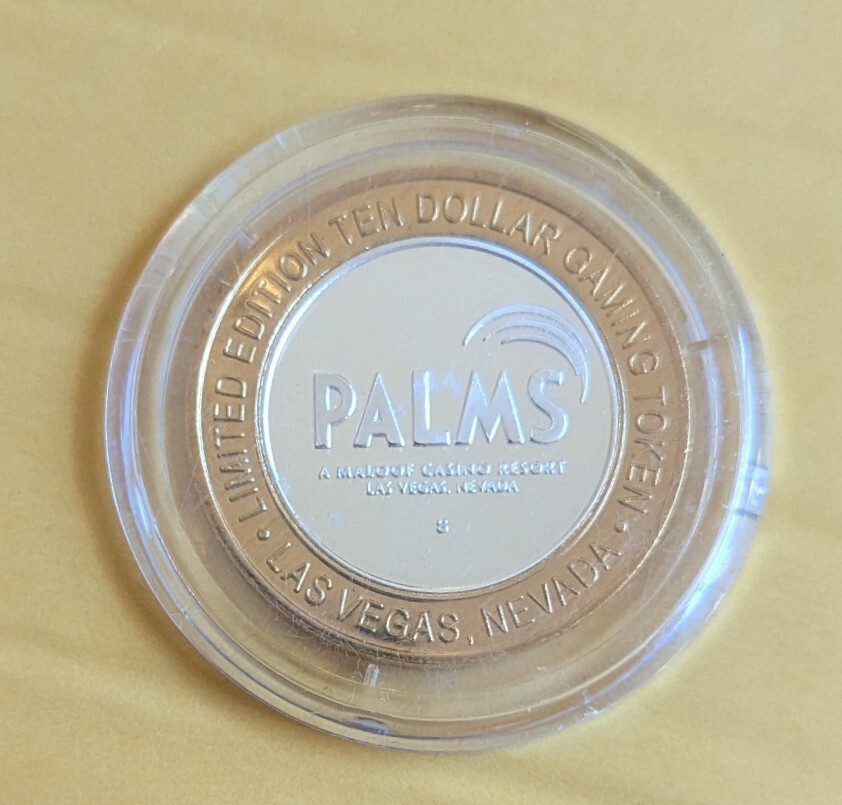 LIMITED EDITION TEN DOLLAR GAMING TOKEN
• LAS VEGAS, NEVADA •
PALMS
A MALOOF CASINO RESORT
LAS VEGAS, NEVADA
S